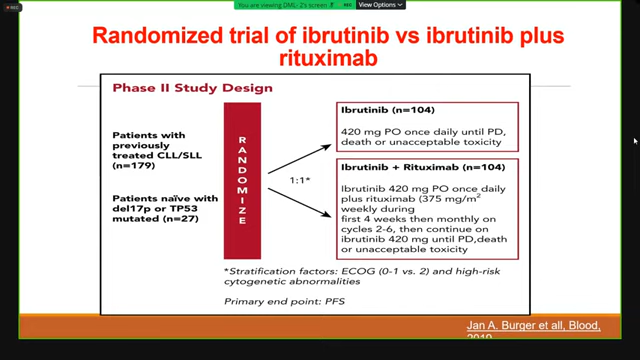 REC
You are viewing DML-2's screen
REC
View Options
Randomized trial of ibrutinib vs ibrutinib plus
rituximab
Phase II Study Design
Patients with
previously
treated CLL/SLL
(n=179)
Patients naïve with
del17p or TP53
mutated (n=27)
RANDOMIZE
1:1*
Ibrutinib (n=104)
420 mg PO once daily until PD,
death or unacceptable toxicity
Ibrutinib + Rituximab (n=104)
Ibrutinib 420 mg PO once daily
plus rituximab (375 mg/m2
weekly during
first 4 weeks then monthly on
cycles 2-6, then continue on
ibrutinib 420 mg until PD,death
or unacceptable toxicity
*Stratification factors: ECOG (0-1 vs. 2) and high-risk
cytogenetic abnormalities
Primary end point: PFS
Jan A. Burger et all, Blood,